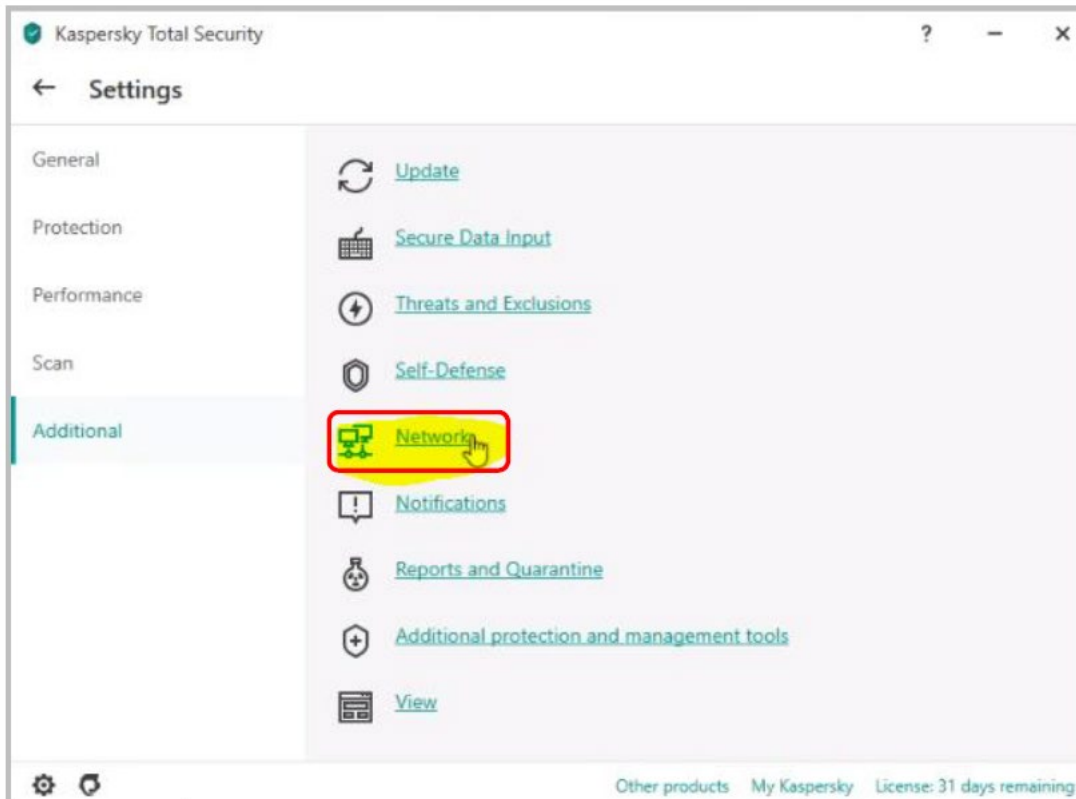 Kaspersky Total Security
?
Settings
General
Protection
Performance
Scan
Additional
Update
Secure Data Input
Threats and Exclusions
Self-Defense
Network
Notifications
Reports and Quarantine
Additional protection and management tools
View
Other products My Kaspersky License: 31 days remaining